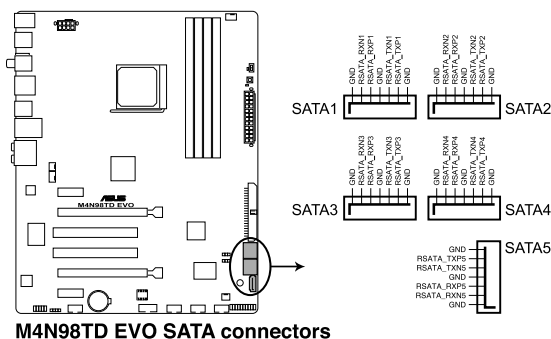 GND
RSATA_RXN1
RSATA_RXP1
GND
RSATA_TXN1
RSATA_TXP1
GND
SATA1
GND
RSATA_RXN2
RSATA_RXP2
GND
RSATA_TXN2
RSATA_TXP2
GND
SATA2
GND
RSATA_RXN3
RSATA_RXP3
GND
RSATA_TXN3
RSATA_TXP3
GND
SATA3
GND
RSATA_RXN4
RSATA_RXP4
GND
RSATA_TXN4
RSATA_TXP4
GND
SATA4
ASUS
M4N98TD EVO
SATA5
GND
RSATA_TXP5
RSATA_TXN5
GND
RSATA_RXP5
RSATA_RXN5
GND
M4N98TD EVO SATA connectors